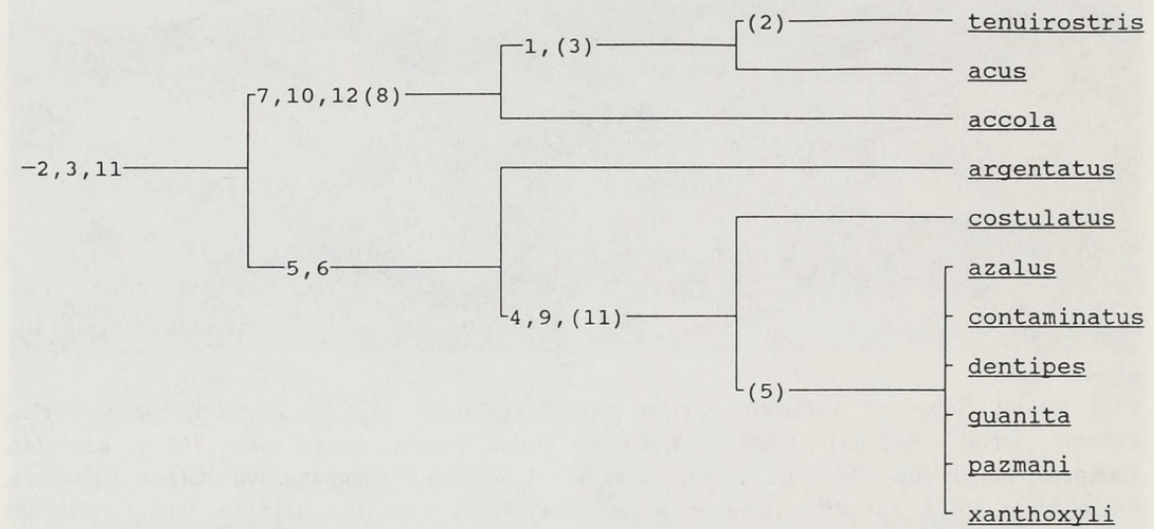 (2) tenuirostris
1,(3)
acus
7,10,12(8)
accola
2,3,11
argentatus
costulatus
5,6
azalus
4,9,(11)
contaminatus
dentipes
(5)
guanita
pazmani
xanthoxyli